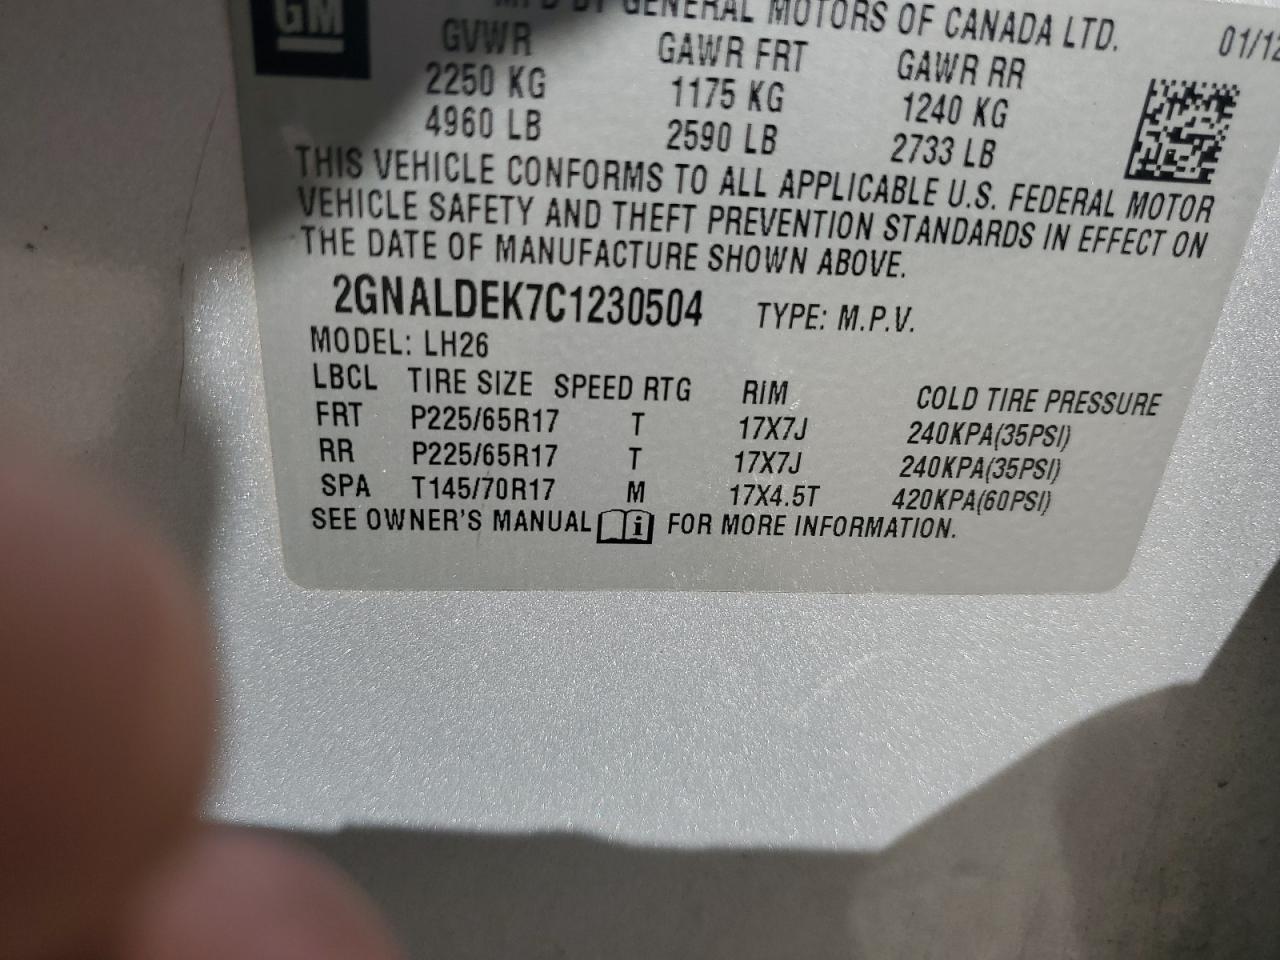 GM
MFD BY GENERAL MOTORS OF CANADA LTD. 01/12
GVWR GAWR FRT GAWR RR
2250 KG 1175 KG 1240 KG
4960 LB 2590 LB 2733 LB
THIS VEHICLE CONFORMS TO ALL APPLICABLE U.S. FEDERAL MOTOR
VEHICLE SAFETY AND THEFT PREVENTION STANDARDS IN EFFECT ON
THE DATE OF MANUFACTURE SHOWN ABOVE.
2GNALDEK7C1230504 TYPE: M.P.V.
MODEL: LH26
LBCL TIRE SIZE SPEED RTG RIM COLD TIRE PRESSURE
FRT P225/65R17 T 17X7J 240KPA(35PSI)
RR P225/65R17 T 17X7J 240KPA(35PSI)
SPA T145/70R17 M 17X4.5T 420KPA(60PSI)
SEE OWNER'S MANUAL i FOR MORE INFORMATION.